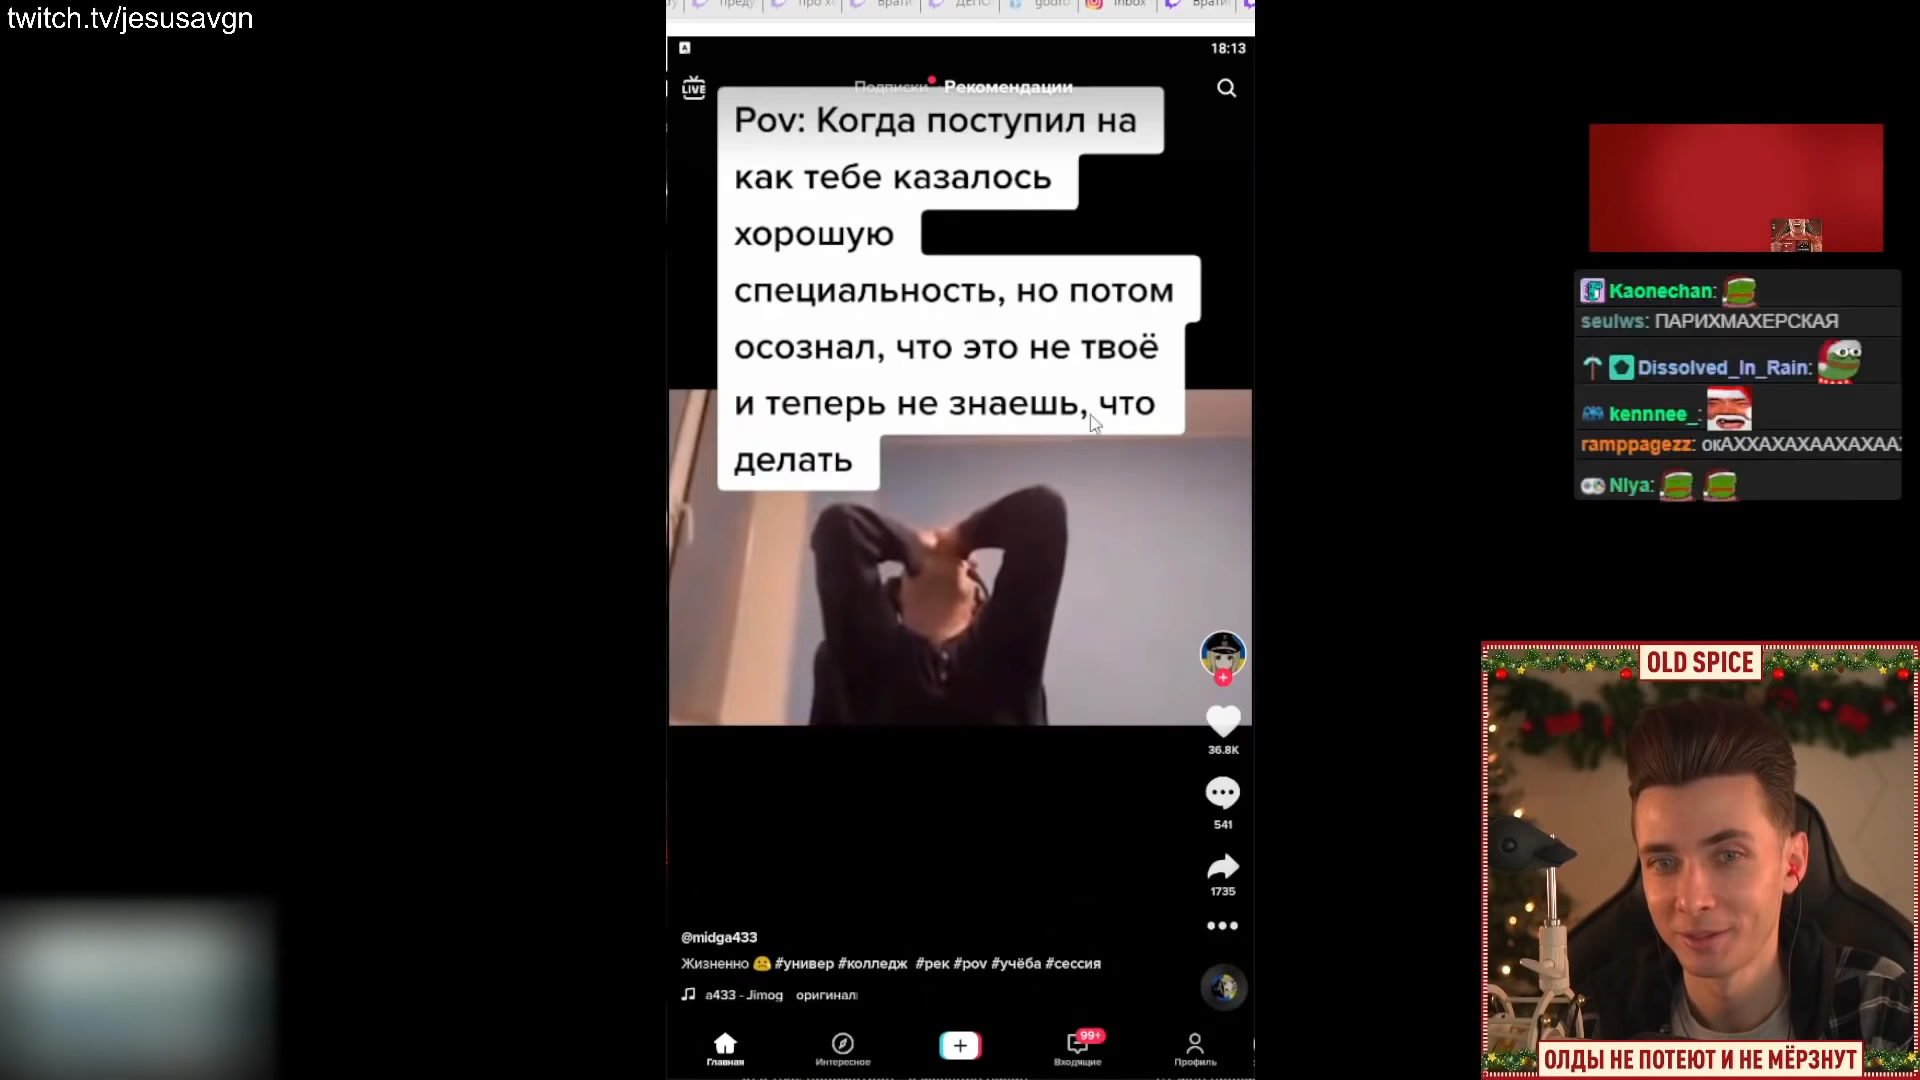 twitch.tv/jesusavgn
18:13
LIVE
Подписки Рекомендации
Pov: Когда поступил на
как тебе казалось
хорошую
специальность, но потом
осознал, что это не твоё
и теперь не знаешь, что
делать
36.8K
541
1735
@midga433
Жизненно #универ #колледж #рек #pov #учёба #сессия
a433 - Jimog оригинал
Главная
Интересное
99+
Входящие
Профиль
Kaonechan:
seulws: ПАРИХМАХЕРСКАЯ
Dissolved_In_Rain:
kennnee_:
ramppagezz: окАХХАХАХААХАХАА
Nlya:
OLD SPICE
ОЛДЫ НЕ ПОТЕЮТ И НЕ МЁРЗНУТ